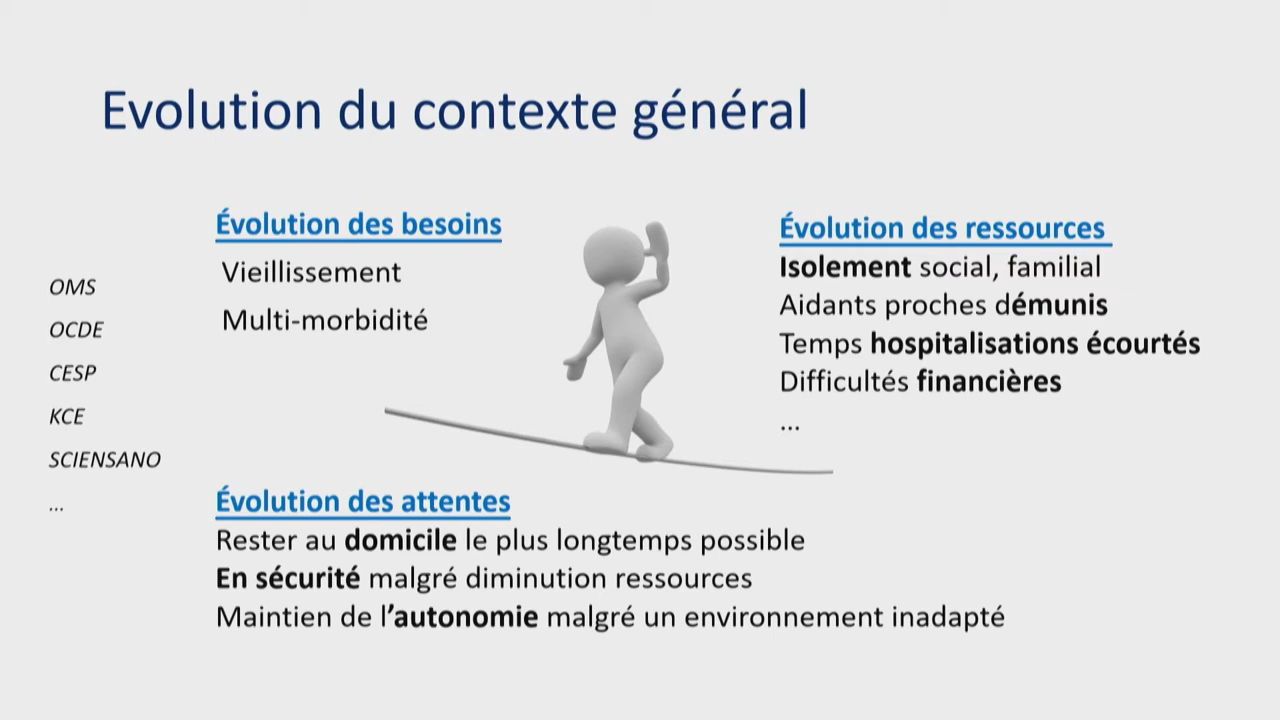 Evolution du contexte général
OMS
OCDE
CESP
KCE
SCIENSANO
...
Évolution des besoins
Vieillissement
Multi-morbidité
Évolution des ressources
Isolement social, familial
Aidants proches démunis
Temps hospitalisations écourtés
Difficultés financières
...
Évolution des attentes
Rester au domicile le plus longtemps possible
En sécurité malgré diminution ressources
Maintien de l’autonomie malgré un environnement inadapté